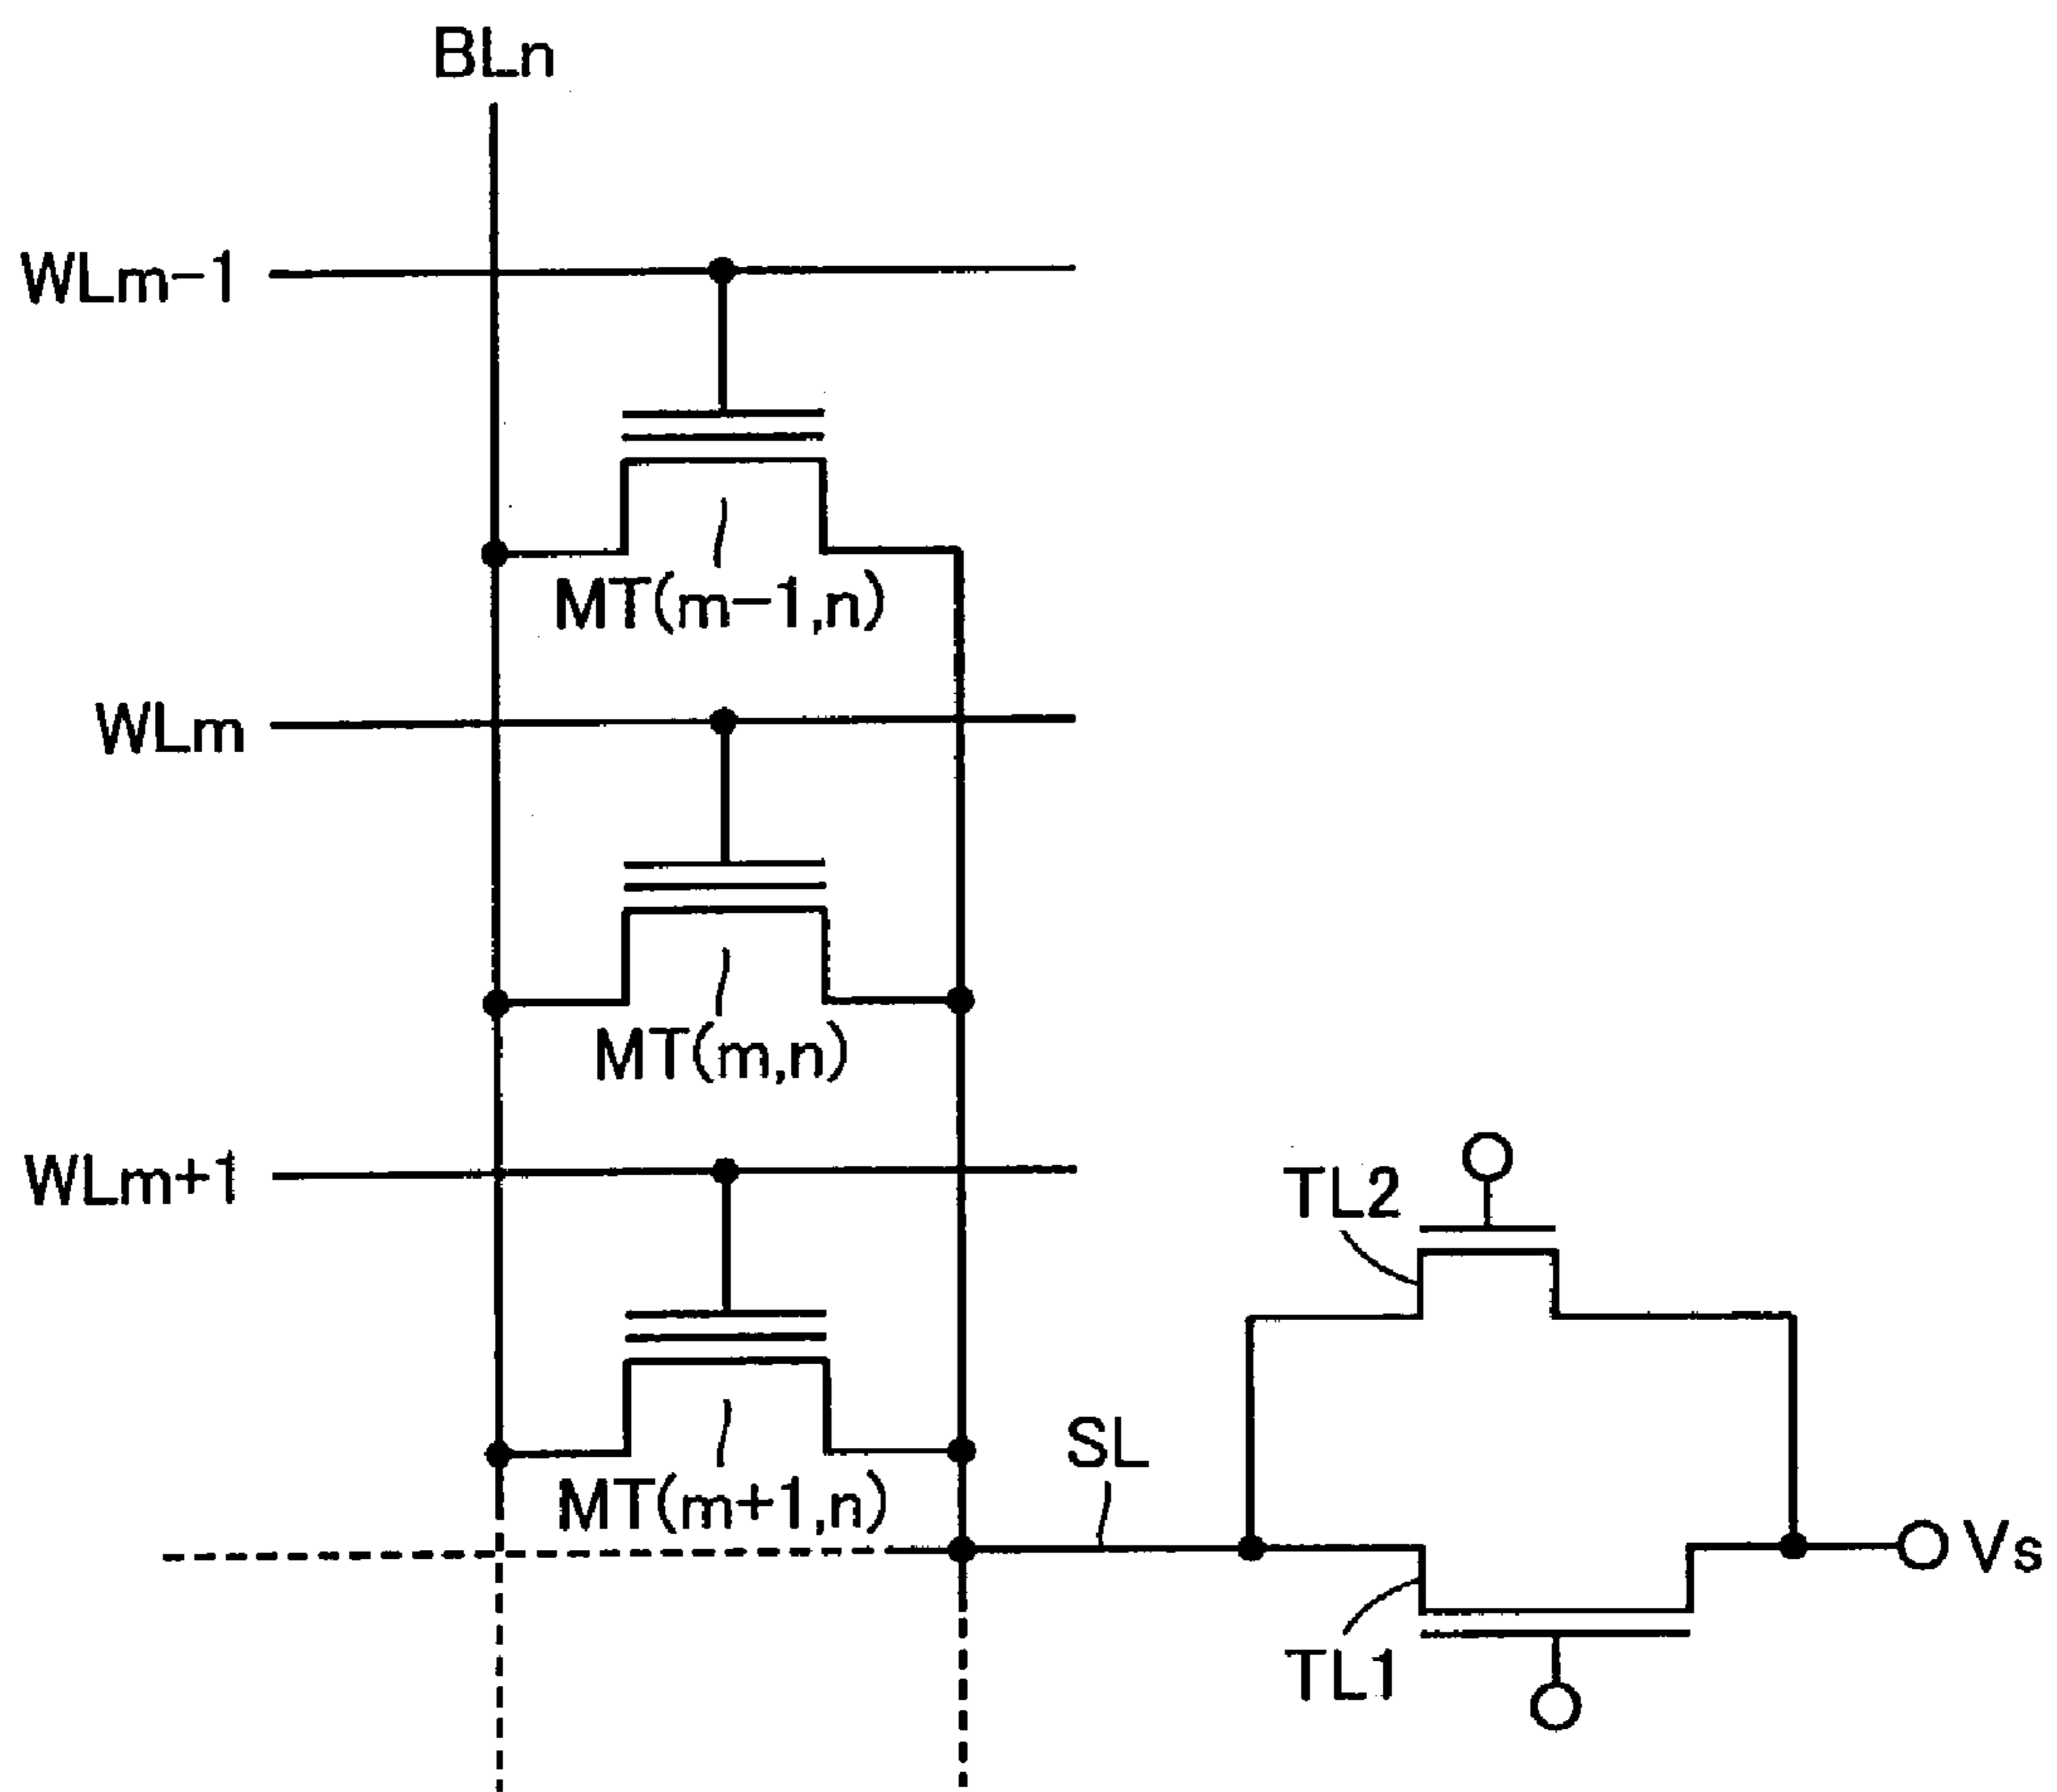 BLn
WLm-1
MT(m-1,n)
WLm
MT(m,n)
WLm+1
TL2
MT(m+1,n)
SL
Vs
TL1